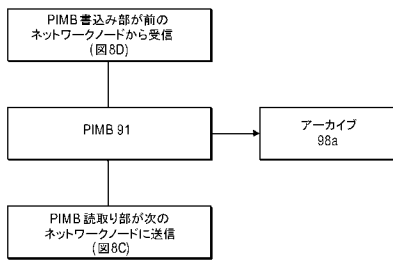 PIMB 書込み部が前の
ネットワークノードから受信
(図8D)
PIMB 91
アーカイブ
98a
PIMB 読取り部が次の
ネットワークノードに送信
(図8C)